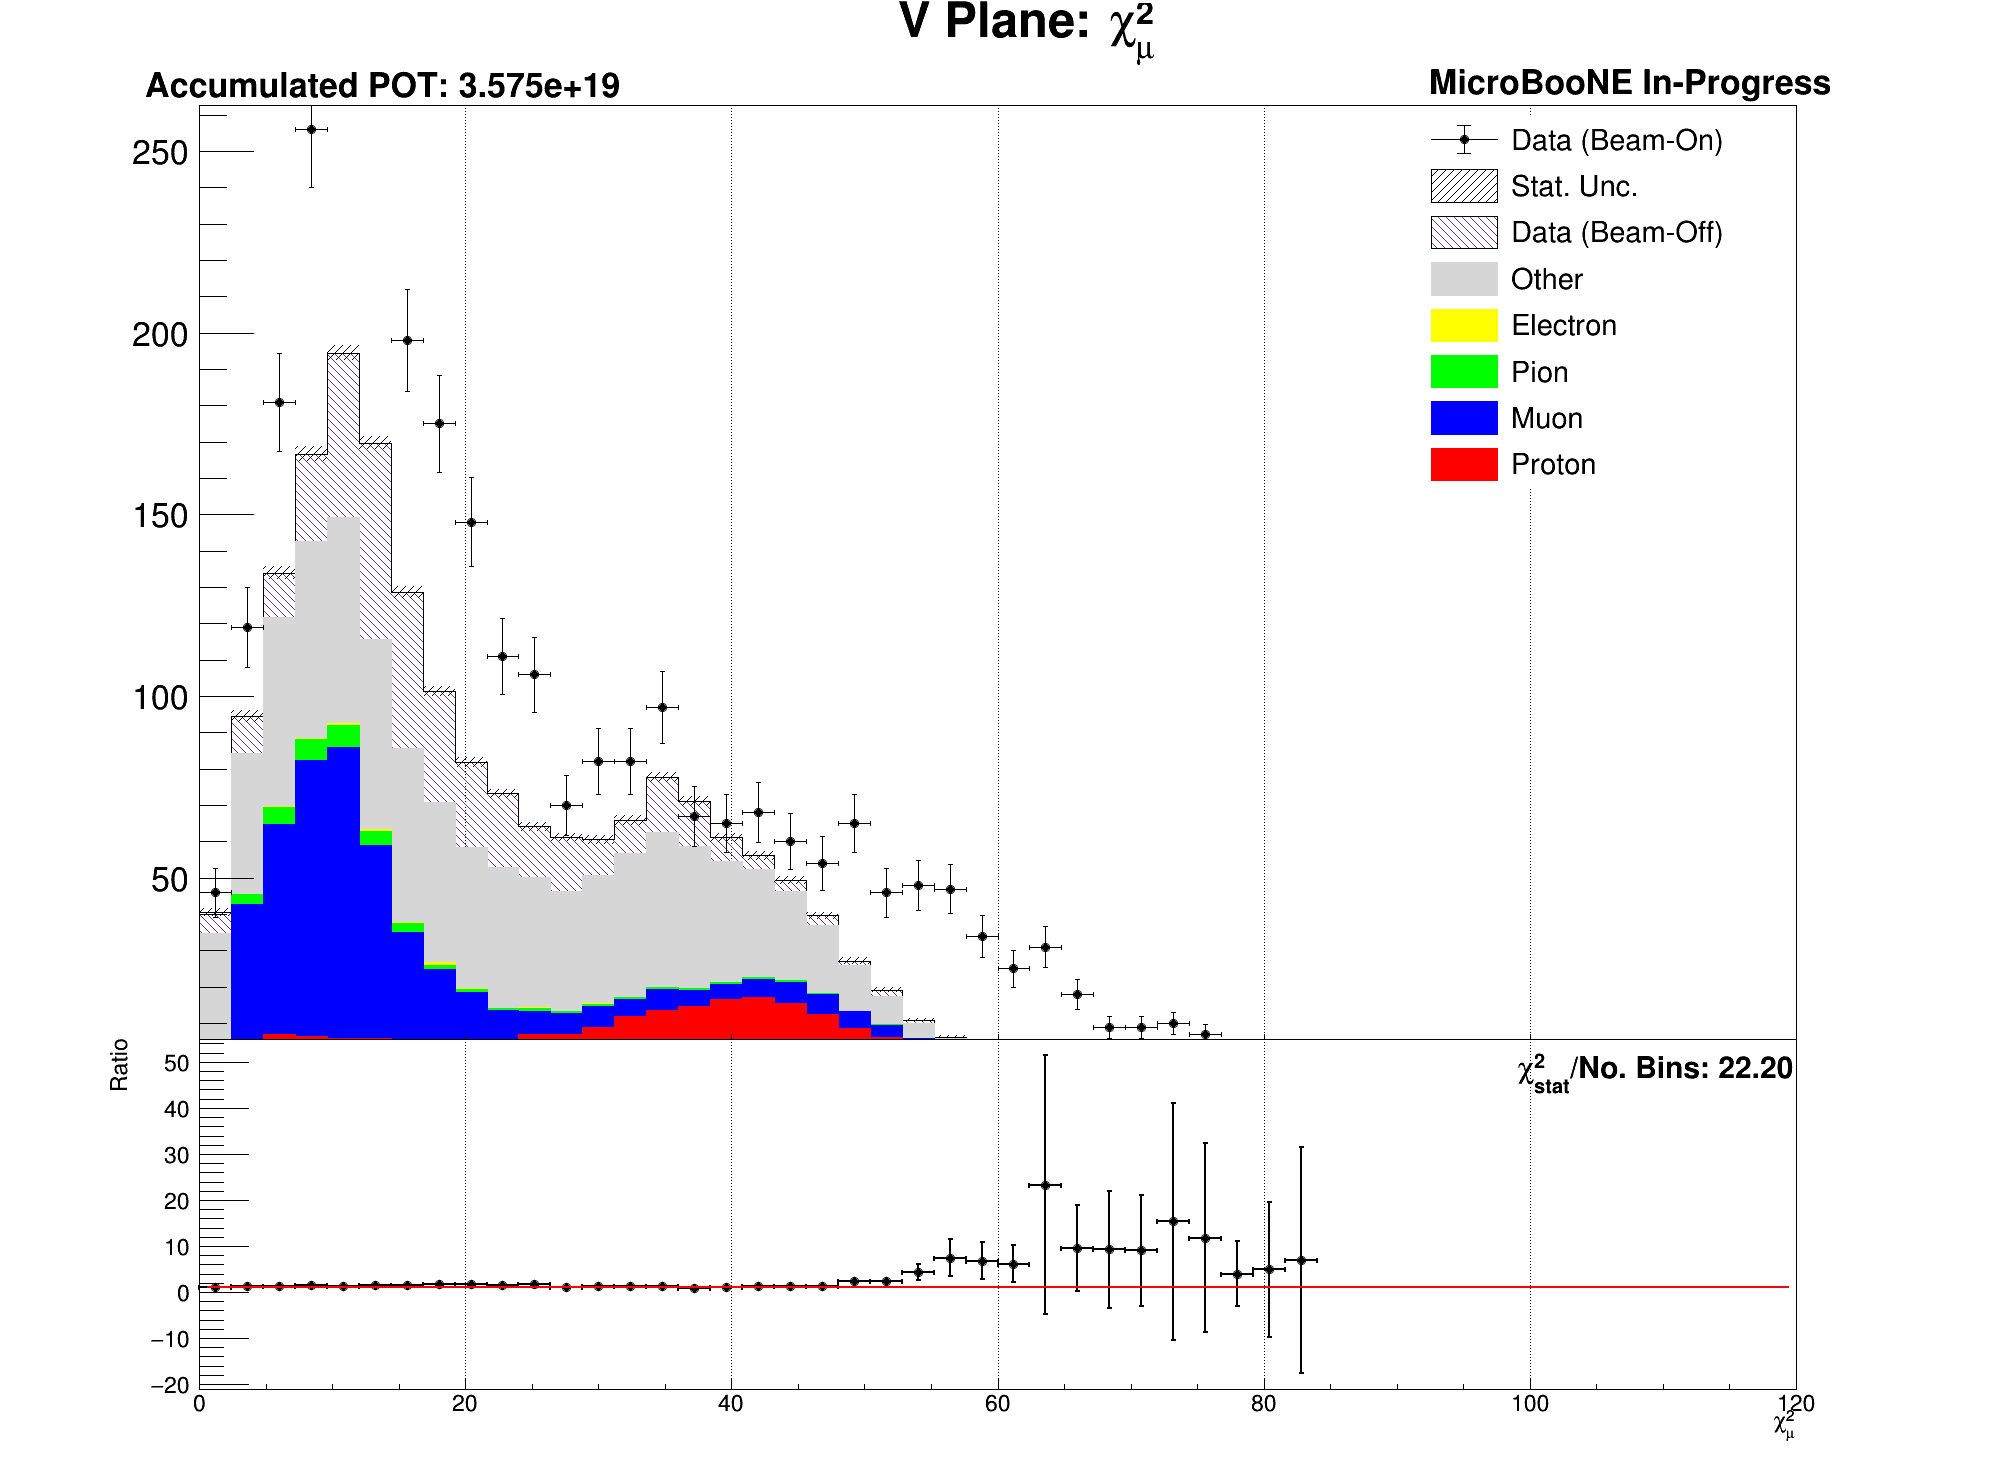 V Plane: χ²μ
Accumulated POT: 3.575e+19
MicroBooNE In-Progress
Data (Beam-On)
Stat. Unc.
Data (Beam-Off)
Other
Electron
Pion
Muon
Proton
250
200
150
100
50
Ratio
χ²stat/No. Bins: 22.20
50
40
30
20
10
0
−10
−20
0 20 40 60 80 100 120
χ²μ